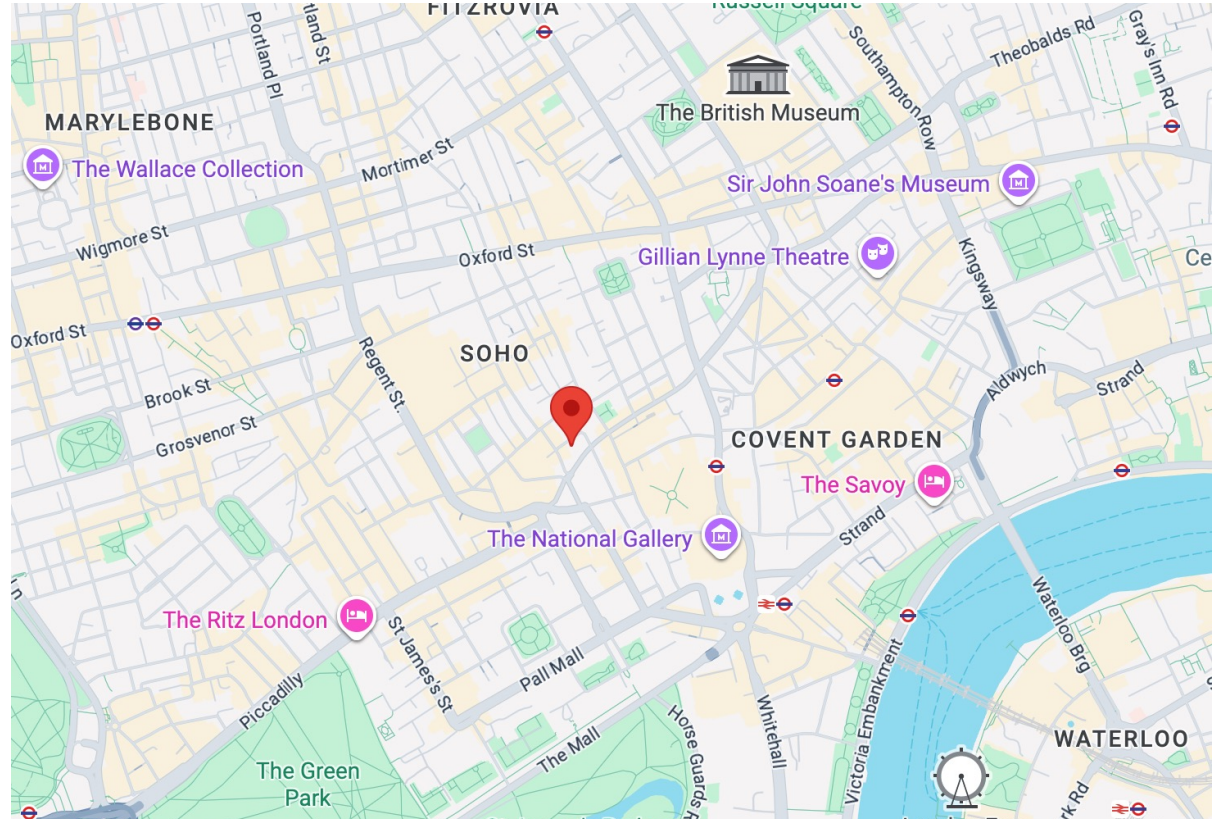 FITZROVIA
Russell Square
Portland Pl
tland St
Southampton Row
Theobalds Rd
Gray's Inn Rd
The British Museum
MARYLEBONE
Mortimer St
The Wallace Collection
Sir John Soane's Museum
Wigmore St
Oxford St
Gillian Lynne Theatre
Kingsway
Ce
Oxford St
Regent St.
SOHO
Brook St
Aldwych
Strand
Grosvenor St
COVENT GARDEN
The Savoy
Strand
The National Gallery
Waterloo Brg
The Ritz London
St James's St
Pall Mall
Victoria Embankment
Piccadilly
The Mall
Horse Guards R
Whitehall
WATERLOO
The Green
Park
rk Rd